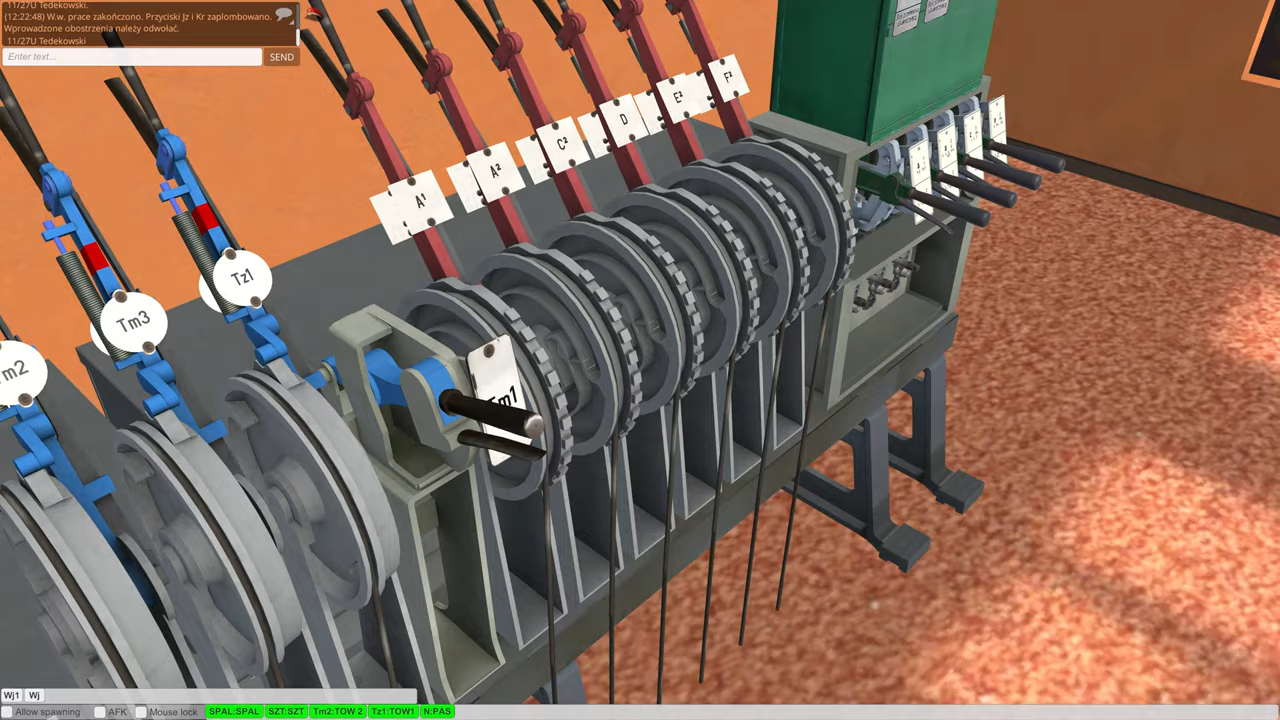 11/27U Tedekowski.
(12:22:48) W.w. prace zakończono. Przyciski Jz i Kr zaplombowano.
Wprowadzone obostrzenia należy odwołać.
11/27U Tedekowski
Enter text...
SEND
A¹
A²
C²
D
E²
F²
Tz1
Tm3
m2
Tm1
Wj1
Wj
Allow spawning
AFK
Mouse lock
SPAL:SPAL
SZT:SZT
Tm2:TOW 2
Tz1:TOW1
N:PAS